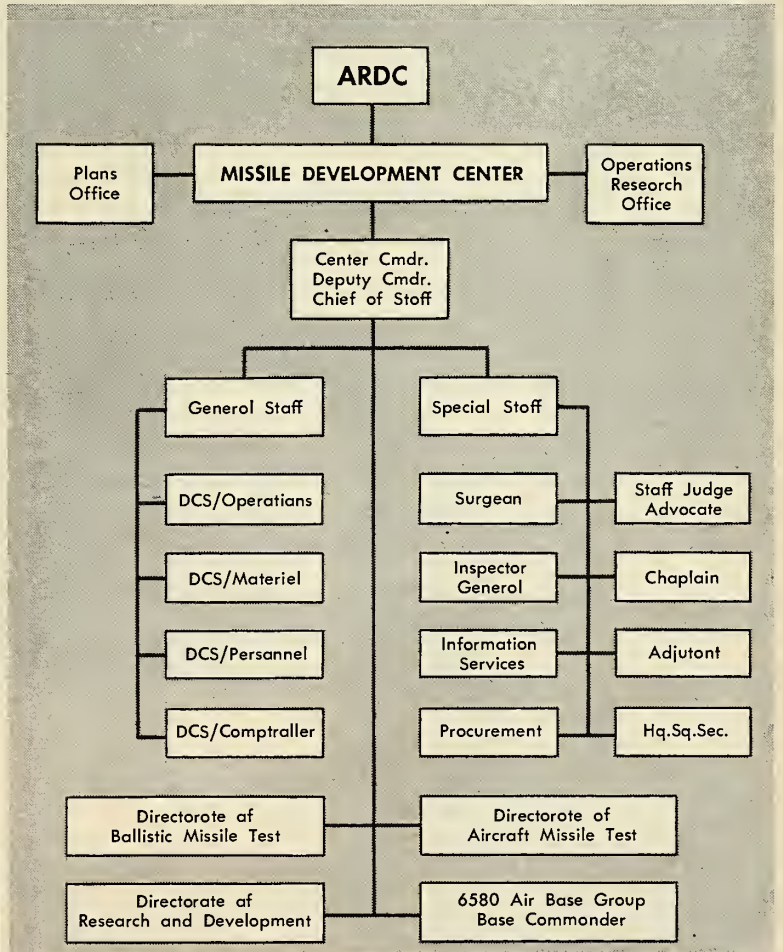 ARDC
Plans
Office
MISSILE DEVELOPMENT CENTER
Operations
Research
Office
Center Cmdr.
Deputy Cmdr.
Chief of Stoff
General Staff
Special Stoff
DCS/Operatians
Surgean
Staff Judge
Advocate
DCS/Materiel
Inspector
General
Chaplain
DCS/Persannel
Information
Services
Adjutont
DCS/Comptraller
Procurement
Hq.Sq.Sec.
Directorote af
Ballistic Missile Test
Directorote of
Aircraft Missile Test
Directorate af
Research and Development
6580 Air Base Group
Base Commonder